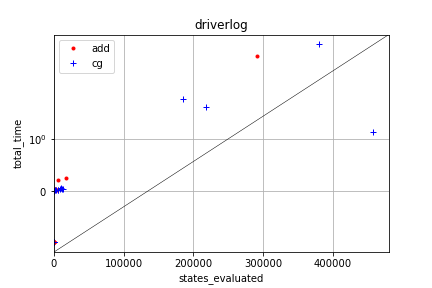 driverlog
add
cg
total_time
10⁰
0
0
100000
200000
300000
400000
states_evaluated